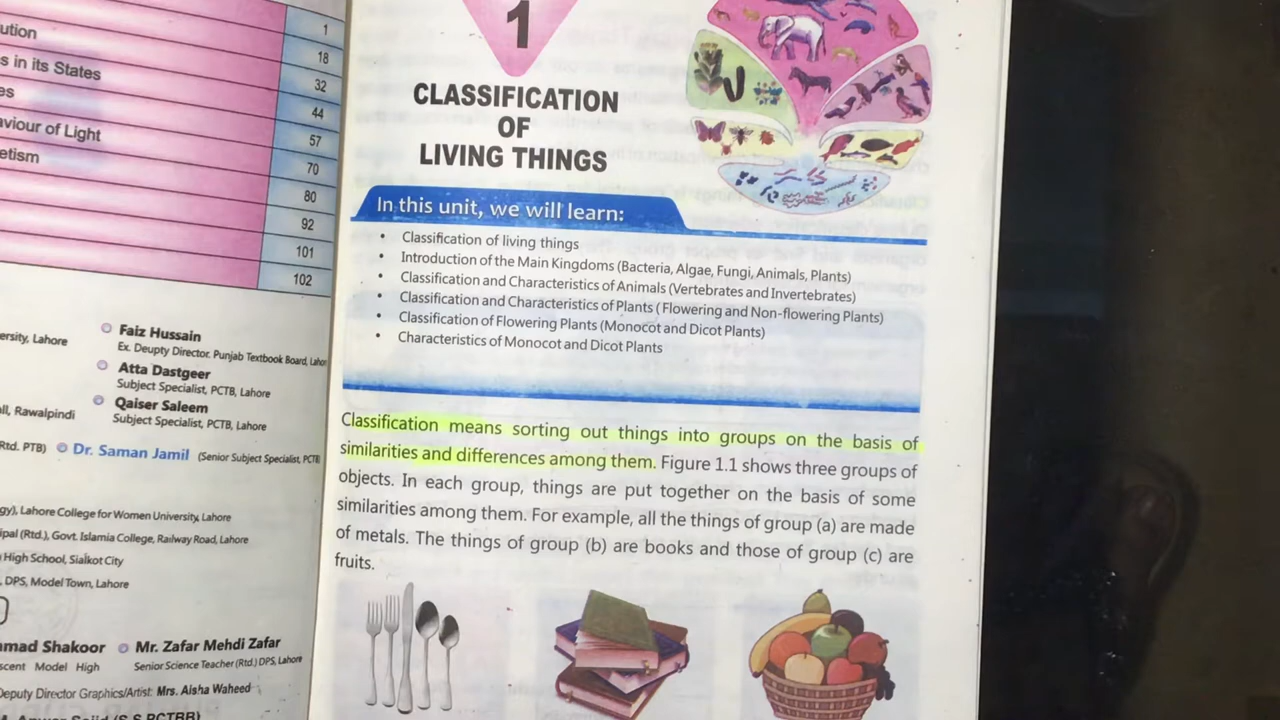 ution
s in its States
es
aviour of Light
etism
1
18
32
44
57
70
80
92
101
102
ersity, Lahore
Faiz Hussain
Ex. Deupty Director. Punjab Textbook Board, Lahor
Atta Dastgeer
Subject Specialist, PCTB, Lahore
all, Rawalpindi
Qaiser Saleem
Subject Specialist, PCTB, Lahore
Rtd. PTB) Dr. Saman Jamil (Senior Subject Specialist, PCTB
gy), Lahore College for Women University, Lahore
ipal (Rtd.), Govt. Islamia College, Railway Road, Lahore
High School, Sialkot City
, DPS, Model Town, Lahore
mad Shakoor Mr. Zafar Mehdi Zafar
scent Model High Senior Science Teacher (Rtd.) DPS, Lahore
Deputy Director Graphics/Artist: Mrs. Aisha Waheed
1
CLASSIFICATION
OF
LIVING THINGS
In this unit, we will learn:
• Classification of living things
• Introduction of the Main Kingdoms (Bacteria, Algae, Fungi, Animals, Plants)
• Classification and Characteristics of Animals (Vertebrates and Invertebrates)
• Classification and Characteristics of Plants ( Flowering and Non-flowering Plants)
• Classification of Flowering Plants (Monocot and Dicot Plants)
• Characteristics of Monocot and Dicot Plants
Classification means sorting out things into groups on the basis of
similarities and differences among them. Figure 1.1 shows three groups of
objects. In each group, things are put together on the basis of some
similarities among them. For example, all the things of group (a) are made
of metals. The things of group (b) are books and those of group (c) are
fruits.